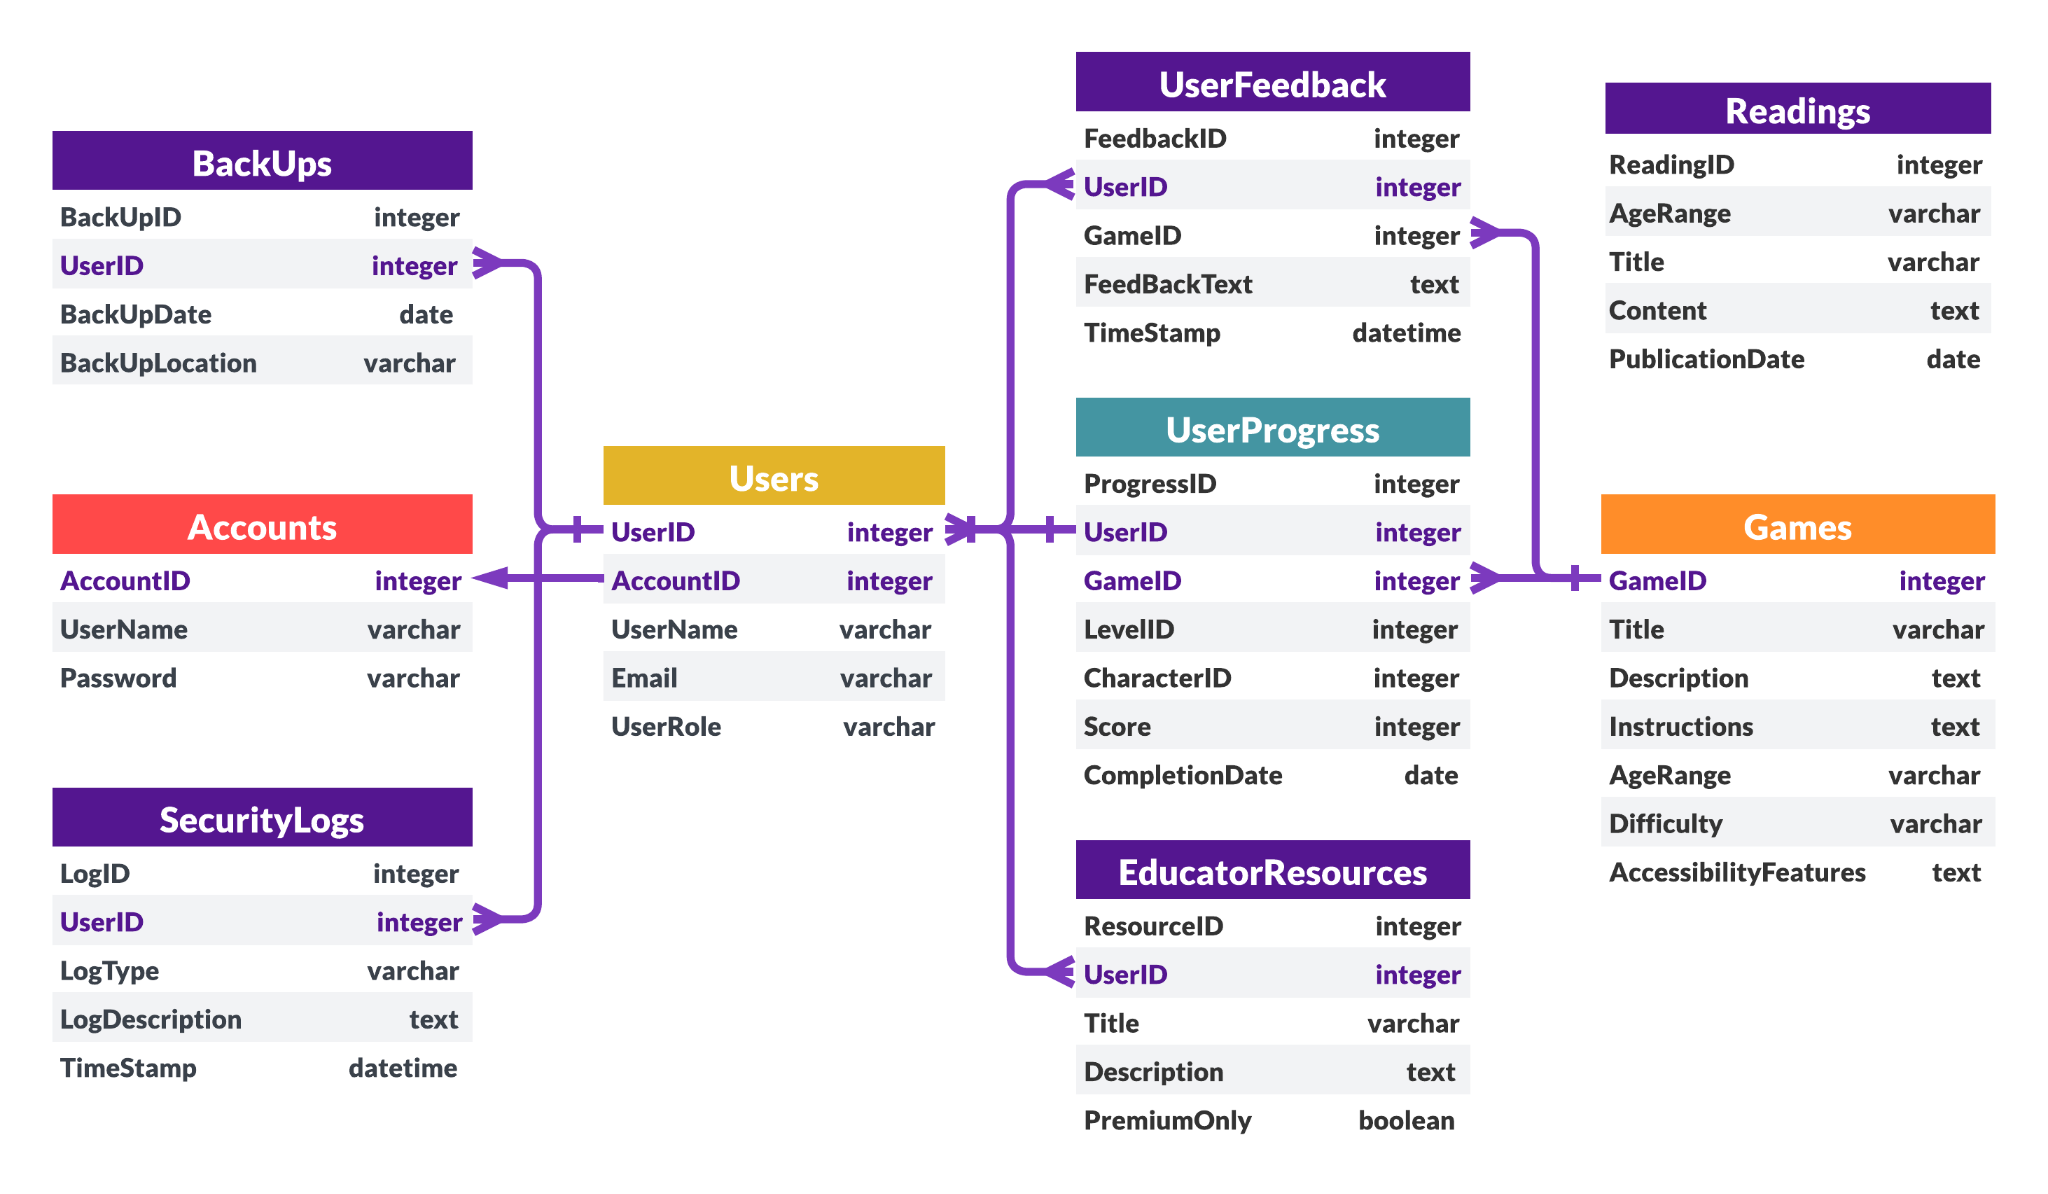 BackUps
BackUpID integer
UserID integer
BackUpDate date
BackUpLocation varchar
Accounts
AccountID integer
UserName varchar
Password varchar
SecurityLogs
LogID integer
UserID integer
LogType varchar
LogDescription text
TimeStamp datetime
Users
UserID integer
AccountID integer
UserName varchar
Email varchar
UserRole varchar
UserFeedback
FeedbackID integer
UserID integer
GameID integer
FeedBackText text
TimeStamp datetime
UserProgress
ProgressID integer
UserID integer
GameID integer
LevelID integer
CharacterID integer
Score integer
CompletionDate date
EducatorResources
ResourceID integer
UserID integer
Title varchar
Description text
PremiumOnly boolean
Readings
ReadingID integer
AgeRange varchar
Title varchar
Content text
PublicationDate date
Games
GameID integer
Title varchar
Description text
Instructions text
AgeRange varchar
Difficulty varchar
AccessibilityFeatures text